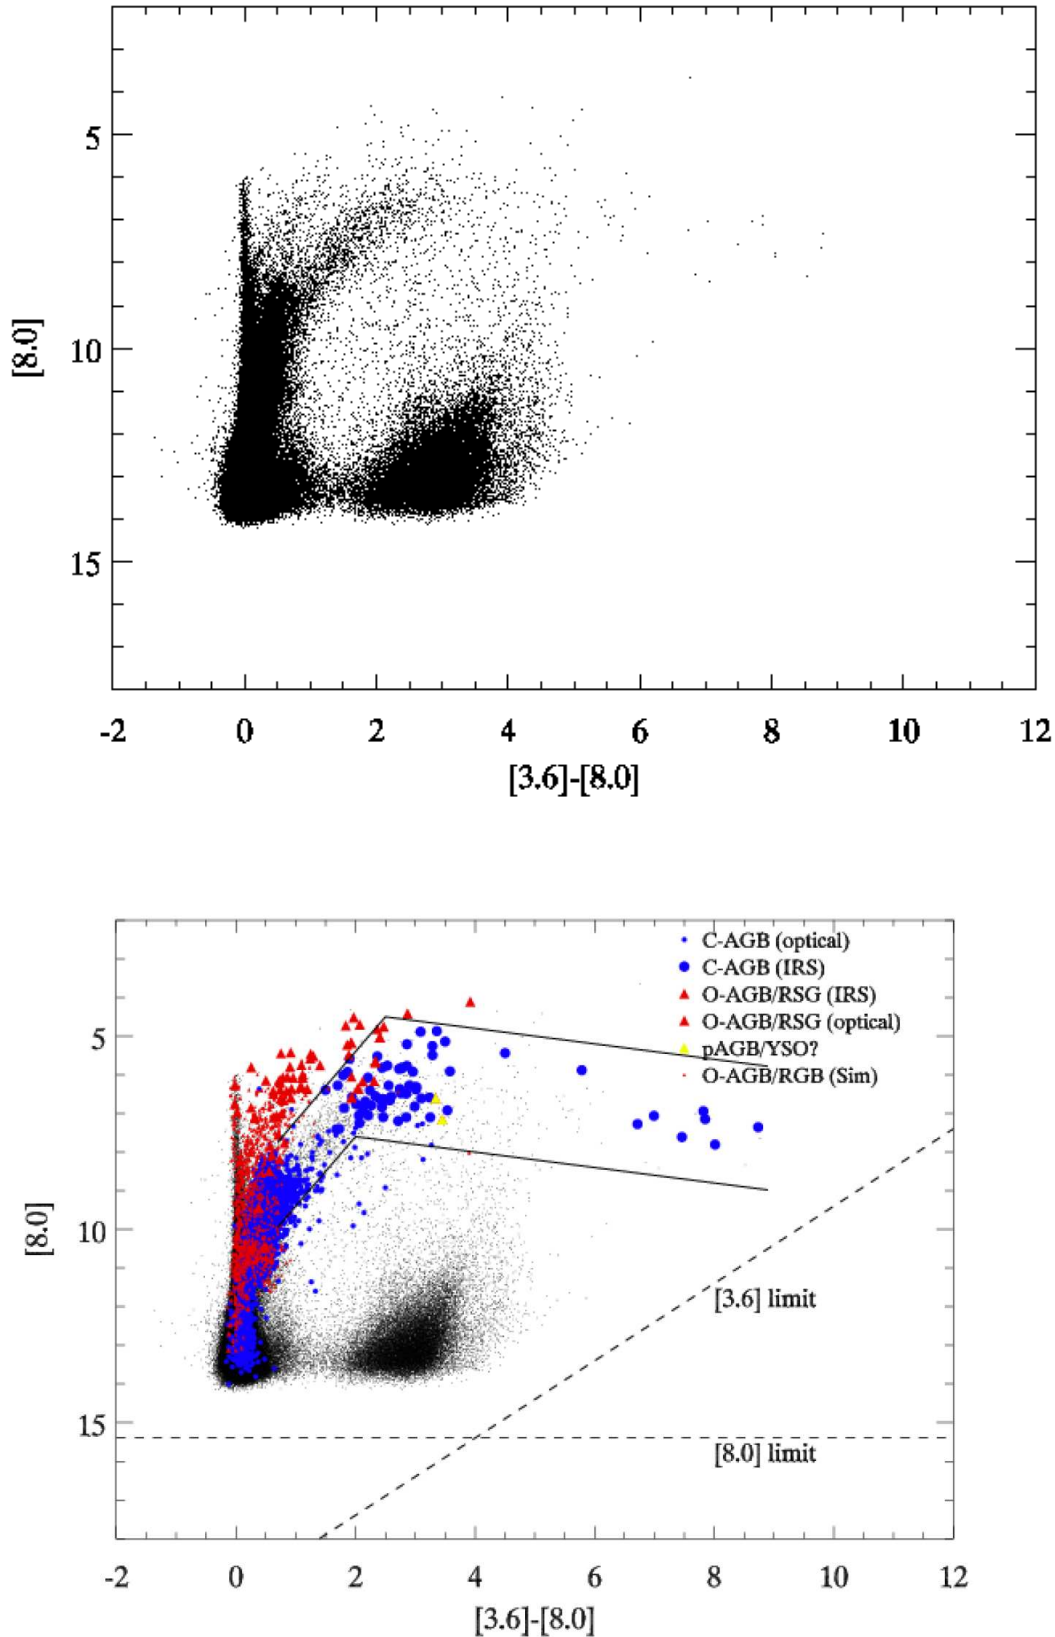 5
10
15
[8.0]
-2 0 2 4 6 8 10 12
[3.6]-[8.0]
C-AGB (optical)
C-AGB (IRS)
O-AGB/RSG (IRS)
O-AGB/RSG (optical)
pAGB/YSO?
O-AGB/RGB (Sim)
5
10
15
[8.0]
[3.6] limit
[8.0] limit
-2 0 2 4 6 8 10 12
[3.6]-[8.0]